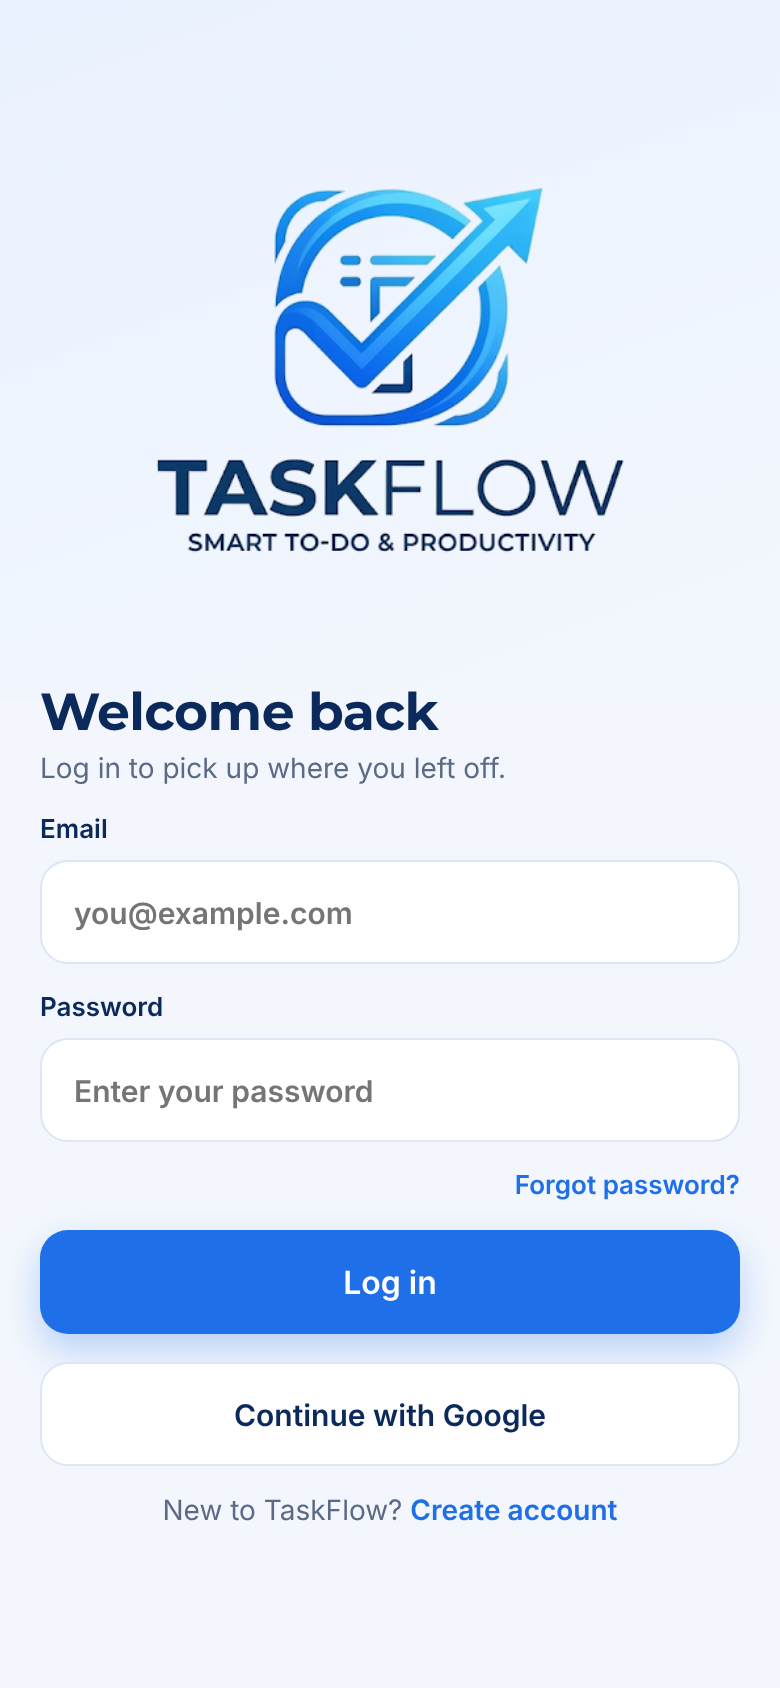 TASKFLOW
SMART TO-DO & PRODUCTIVITY
Welcome back
Log in to pick up where you left off.
Email
you@example.com
Password
Enter your password
Forgot password?
Log in
Continue with Google
New to TaskFlow? Create account